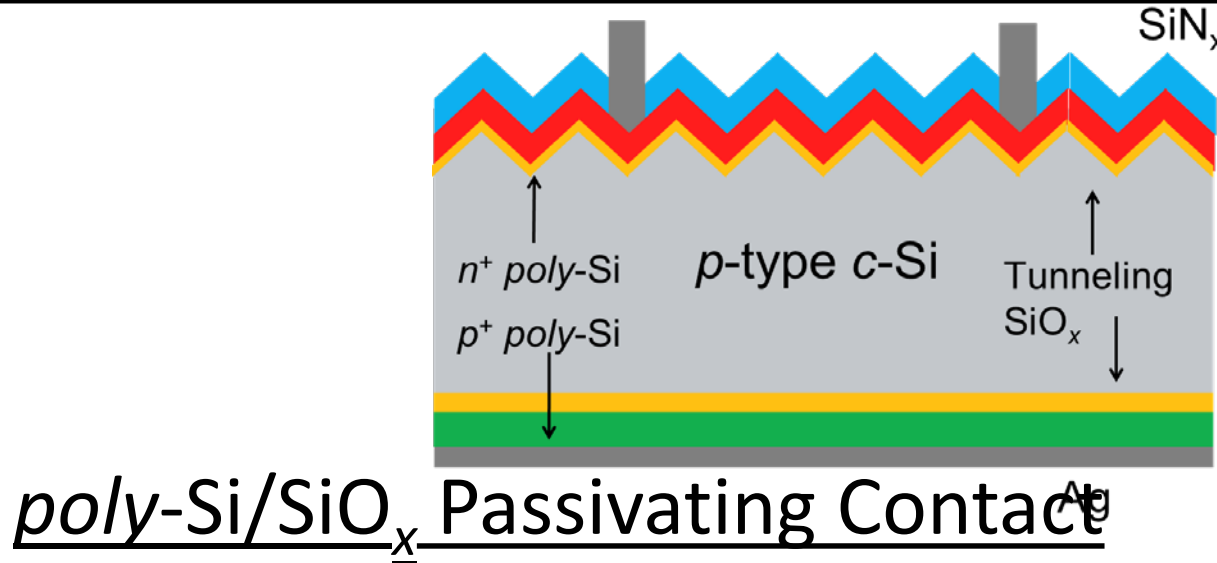 SiNₓ
n⁺ poly-Si
p-type c-Si
Tunneling
SiOₓ
p⁺ poly-Si
Ag
poly-Si/SiOₓ Passivating Contact